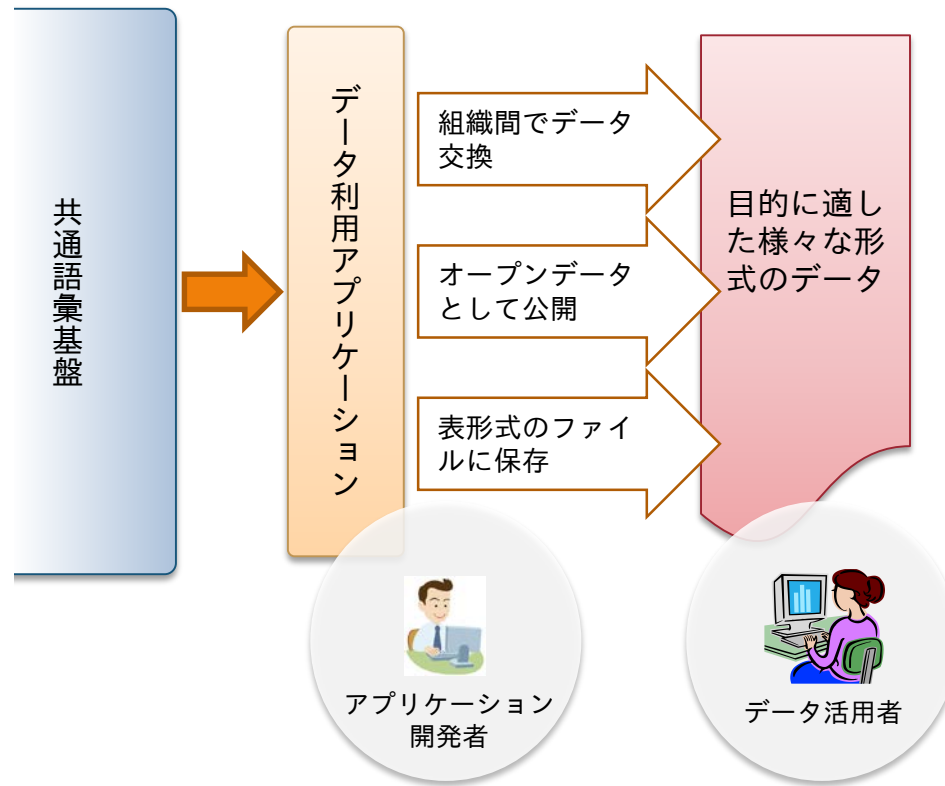 共通語彙基盤
データ利用アプリケーション
組織間でデータ
交換
オープンデータ
として公開
表形式のファイ
ルに保存
目的に適し
た様々な形
式のデータ
アプリケーション
開発者
データ活用者